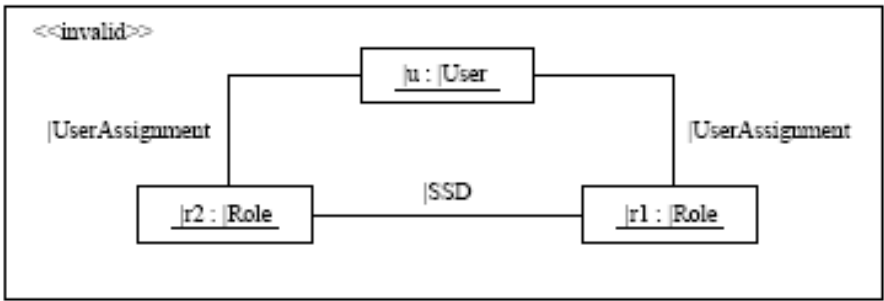 <<invalid>>
|u : |User
|UserAssignment
|UserAssignment
|SSD
|r2 : |Role
|r1 : |Role